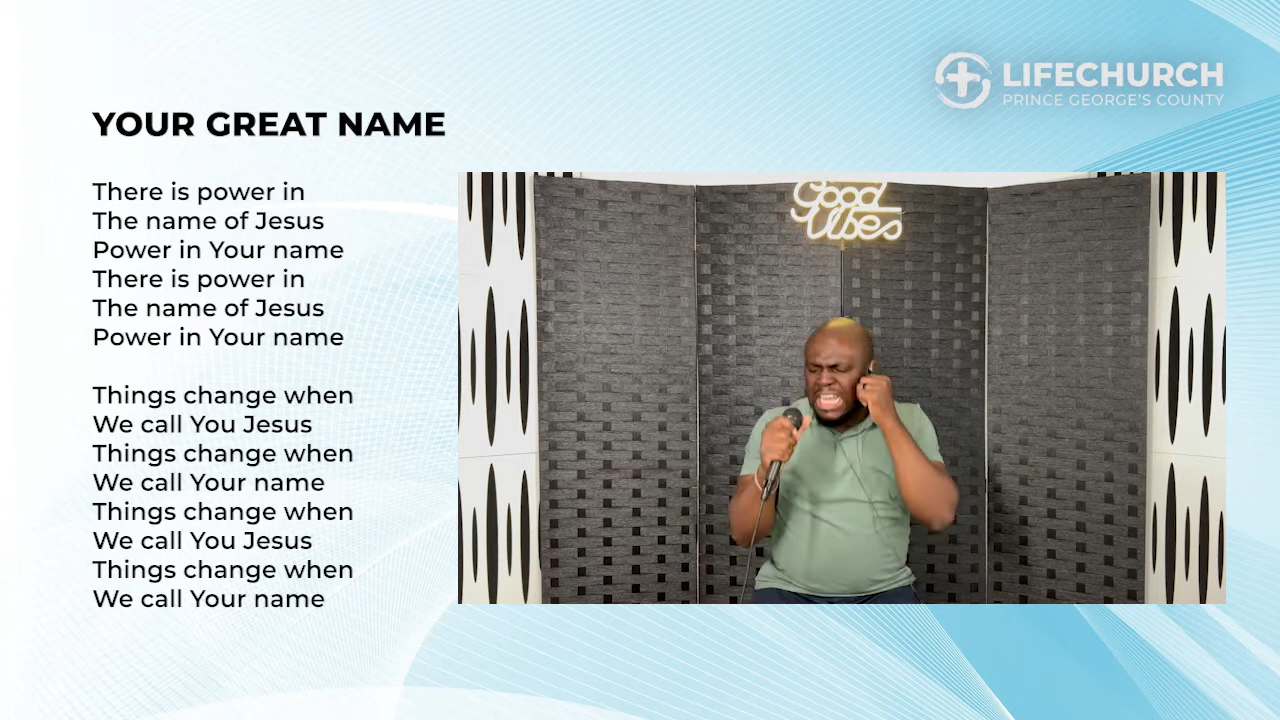 LIFECHURCH
PRINCE GEORGE'S COUNTY
YOUR GREAT NAME
There is power in
The name of Jesus
Power in Your name
There is power in
The name of Jesus
Power in Your name
Things change when
We call You Jesus
Things change when
We call Your name
Things change when
We call You Jesus
Things change when
We call Your name
Good
Vibes